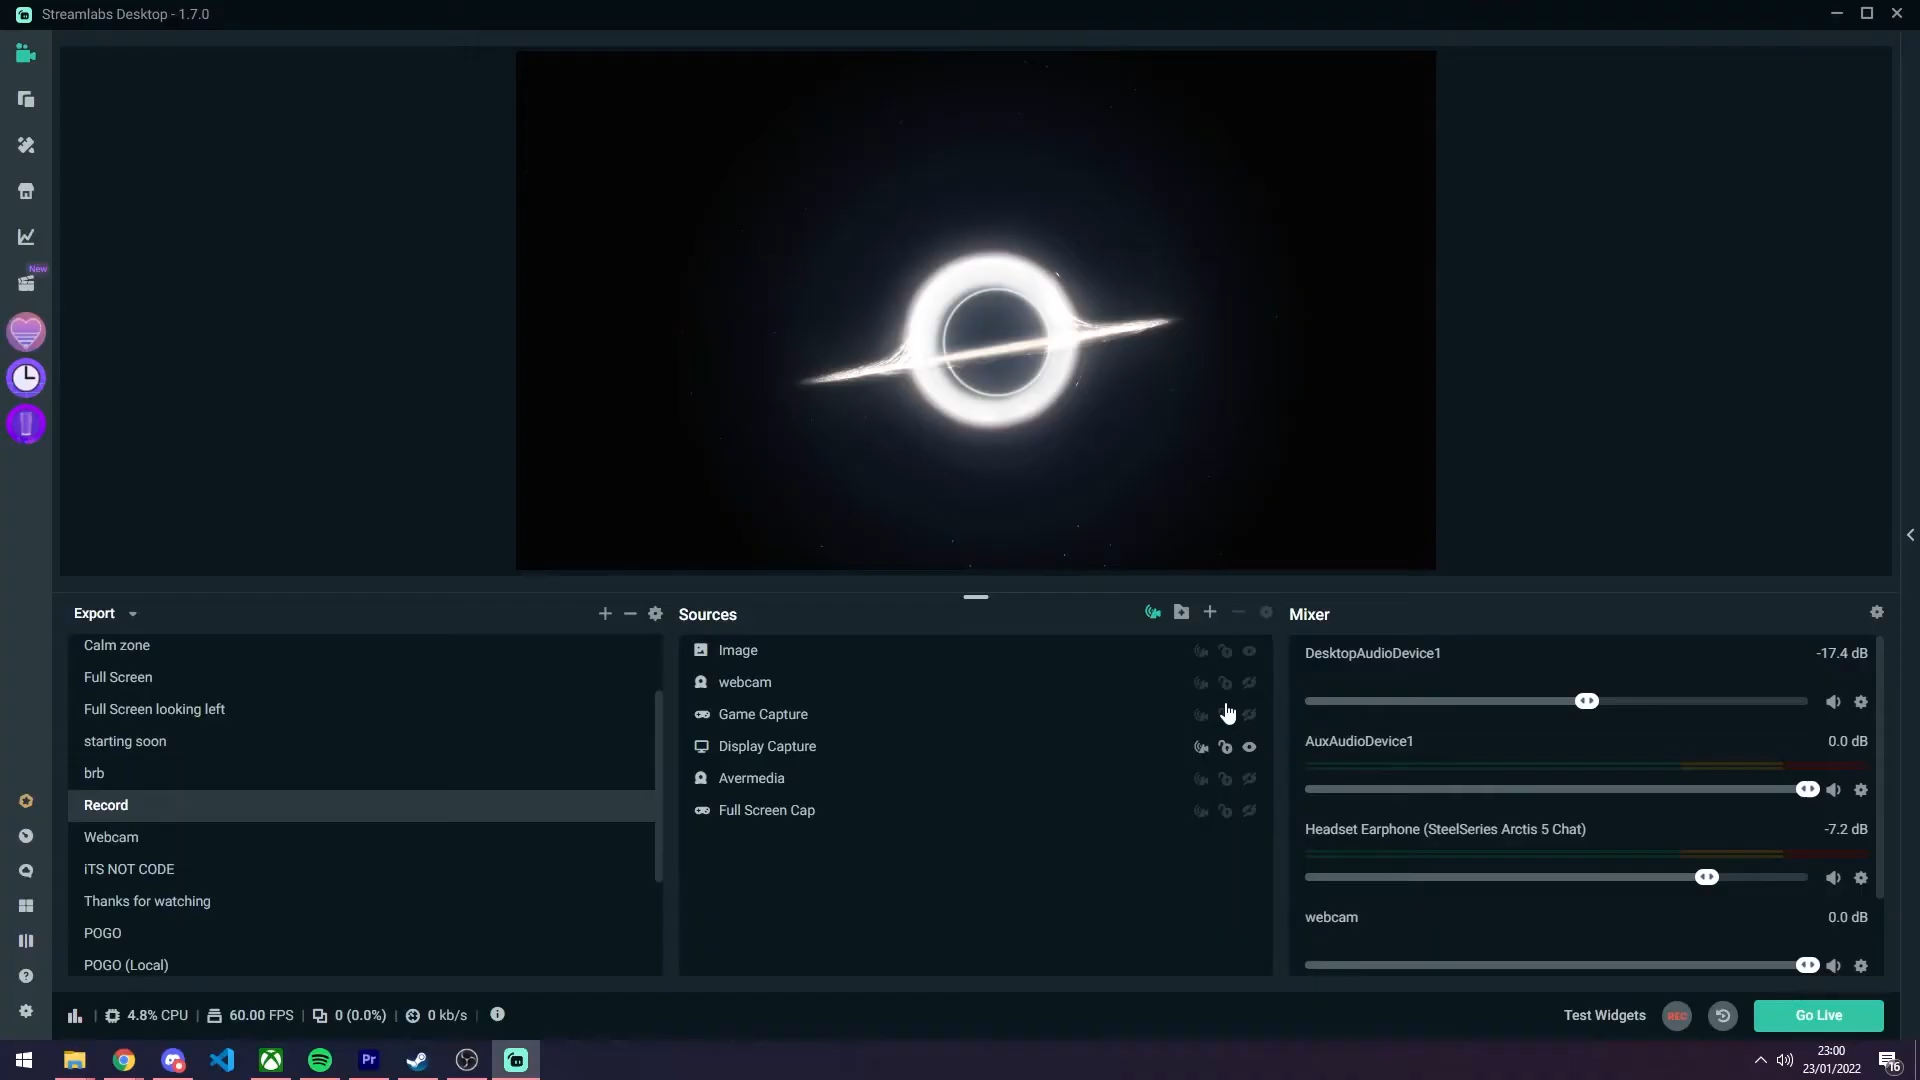 Streamlabs Desktop - 1.7.0
New
Export
Calm zone
Full Screen
Full Screen looking left
starting soon
brb
Record
Webcam
iTS NOT CODE
Thanks for watching
POGO
POGO (Local)
Sources
Image
webcam
Game Capture
Display Capture
Avermedia
Full Screen Cap
Mixer
DesktopAudioDevice1 -17.4 dB
AuxAudioDevice1 0.0 dB
Headset Earphone (SteelSeries Arctis 5 Chat) -7.2 dB
webcam 0.0 dB
4.8% CPU | 60.00 FPS | 0 (0.0%) | 0 kb/s
Test Widgets
REC
Go Live
Pr
23:00
23/01/2022
16